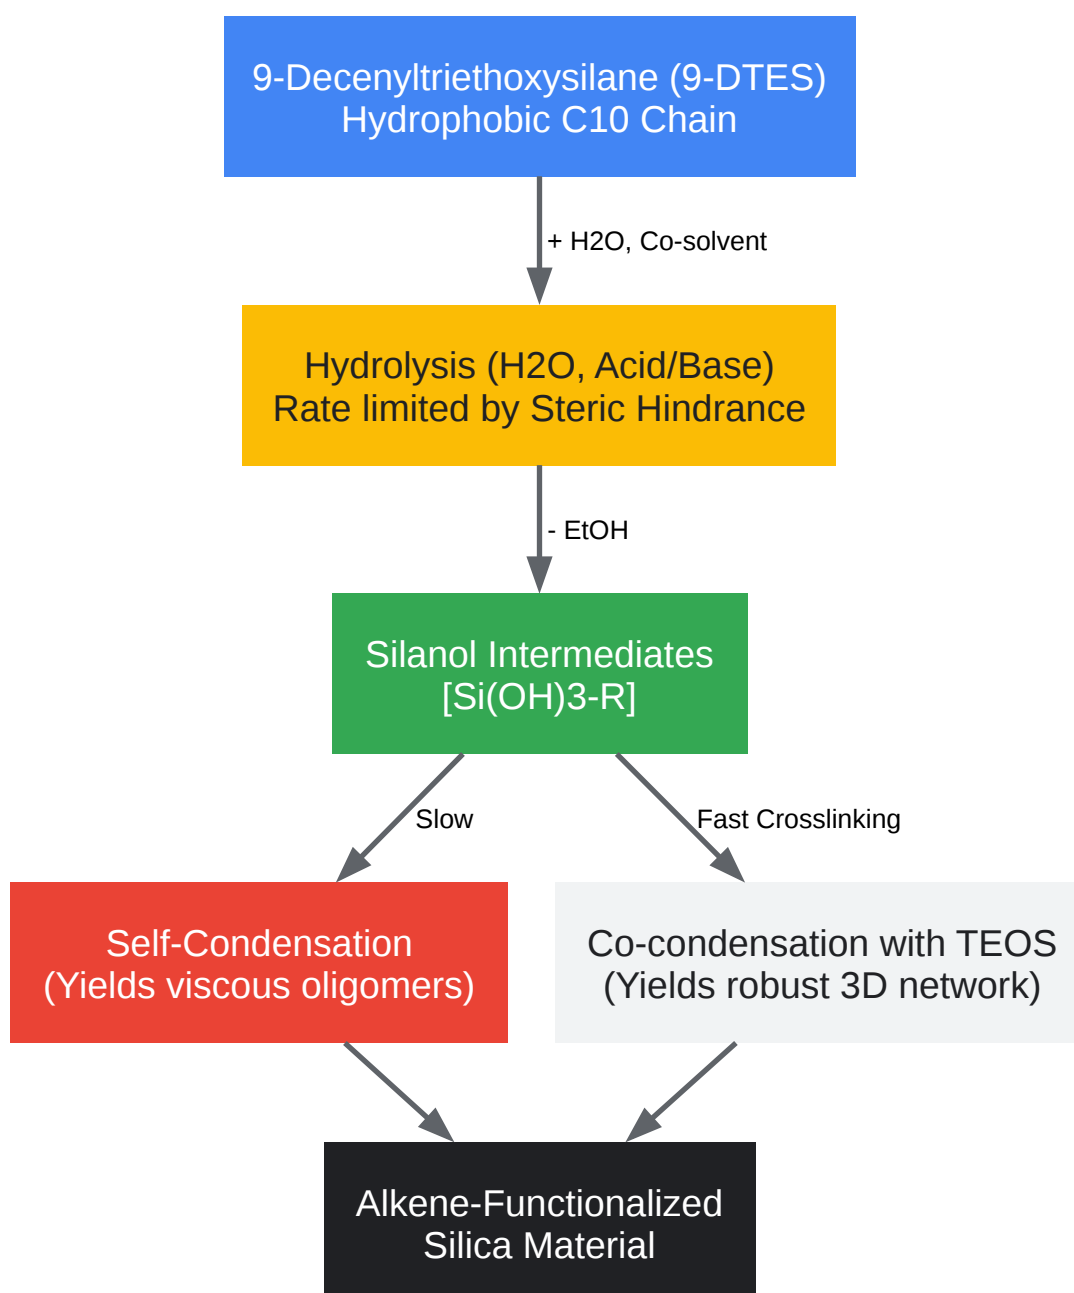 9-Decenyltriethoxysilane (9-DTES)
Hydrophobic C10 Chain
+ H2O, Co-solvent
Hydrolysis (H2O, Acid/Base)
Rate limited by Steric Hindrance
- EtOH
Silanol Intermediates
[Si(OH)3-R]
Slow
Fast Crosslinking
Self-Condensation
(Yields viscous oligomers)
Co-condensation with TEOS
(Yields robust 3D network)
Alkene-Functionalized
Silica Material